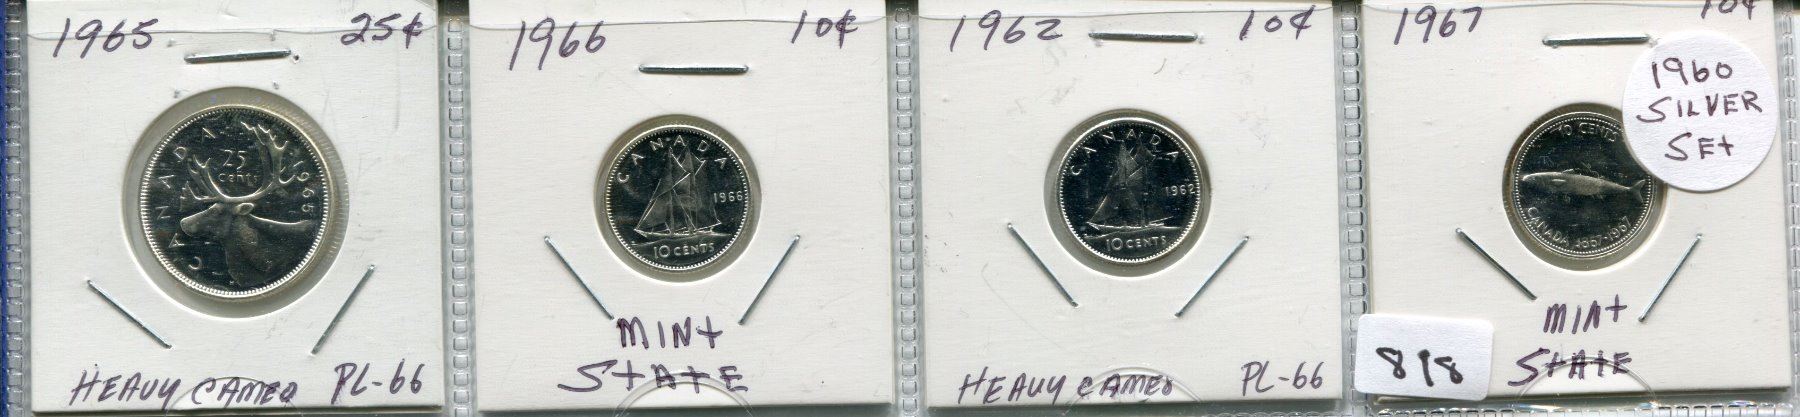 1965 25¢
CANADA
25
cents
1965
HEAVY CAMEO PL-66
1966 10¢
CANADA
1966
10 CENTS
MINT
STATE
1962 10¢
CANADA
1962
10 CENTS
HEAVY CAMEO PL-66
1967 10¢
1960
SILVER
SET
10 CENTS
CANADA 1867-1967
MINT
STATE
818